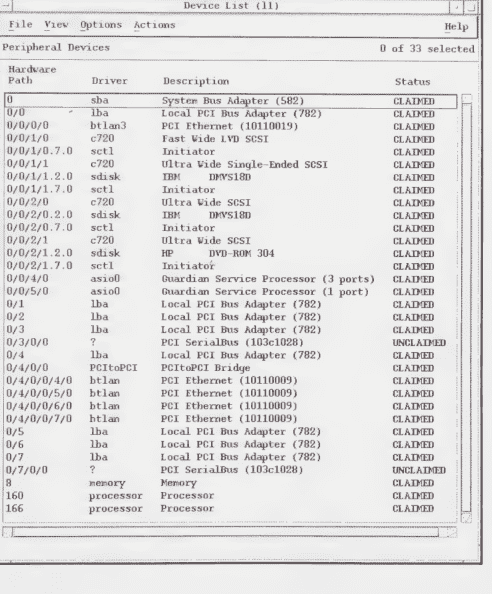 Device List (11)
File View Options Actions Help
Peripheral Devices 0 of 33 selected
Hardware
Path Driver Description Status
0 sba System Bus Adapter (582) CLAIMED
0/0 lba Local PCI Bus Adapter (782) CLAIMED
0/0/0/0 btlan3 PCI Ethernet (10110019) CLAIMED
0/0/1/0 c720 Fast Wide LVD SCSI CLAIMED
0/0/1/0.7.0 sctl Initiator CLAIMED
0/0/1/1 c720 Ultra Wide Single-Ended SCSI CLAIMED
0/0/1/1.2.0 sdisk IBM DMVS18D CLAIMED
0/0/1/1.7.0 sctl Initiator CLAIMED
0/0/2/0 c720 Ultra Wide SCSI CLAIMED
0/0/2/0.2.0 sdisk IBM DMVS18D CLAIMED
0/0/2/0.7.0 sctl Initiator CLAIMED
0/0/2/1 c720 Ultra Wide SCSI CLAIMED
0/0/2/1.2.0 sdisk HP DVD-ROM 304 CLAIMED
0/0/2/1.7.0 sctl Initiator CLAIMED
0/0/4/0 asio0 Guardian Service Processor (3 ports) CLAIMED
0/0/5/0 asio0 Guardian Service Processor (1 port) CLAIMED
0/1 lba Local PCI Bus Adapter (782) CLAIMED
0/2 lba Local PCI Bus Adapter (782) CLAIMED
0/3 lba Local PCI Bus Adapter (782) CLAIMED
0/3/0/0 ? PCI SerialBus (103c1028) UNCLAIMED
0/4 lba Local PCI Bus Adapter (782) CLAIMED
0/4/0/0 PCItoPCI PCItoPCI Bridge CLAIMED
0/4/0/0/4/0 btlan PCI Ethernet (10110009) CLAIMED
0/4/0/0/5/0 btlan PCI Ethernet (10110009) CLAIMED
0/4/0/0/6/0 btlan PCI Ethernet (10110009) CLAIMED
0/4/0/0/7/0 btlan PCI Ethernet (10110009) CLAIMED
0/5 lba Local PCI Bus Adapter (782) CLAIMED
0/6 lba Local PCI Bus Adapter (782) CLAIMED
0/7 lba Local PCI Bus Adapter (782) CLAIMED
0/7/0/0 ? PCI SerialBus (103c1028) UNCLAIMED
8 memory Memory CLAIMED
160 processor Processor CLAIMED
166 processor Processor CLAIMED